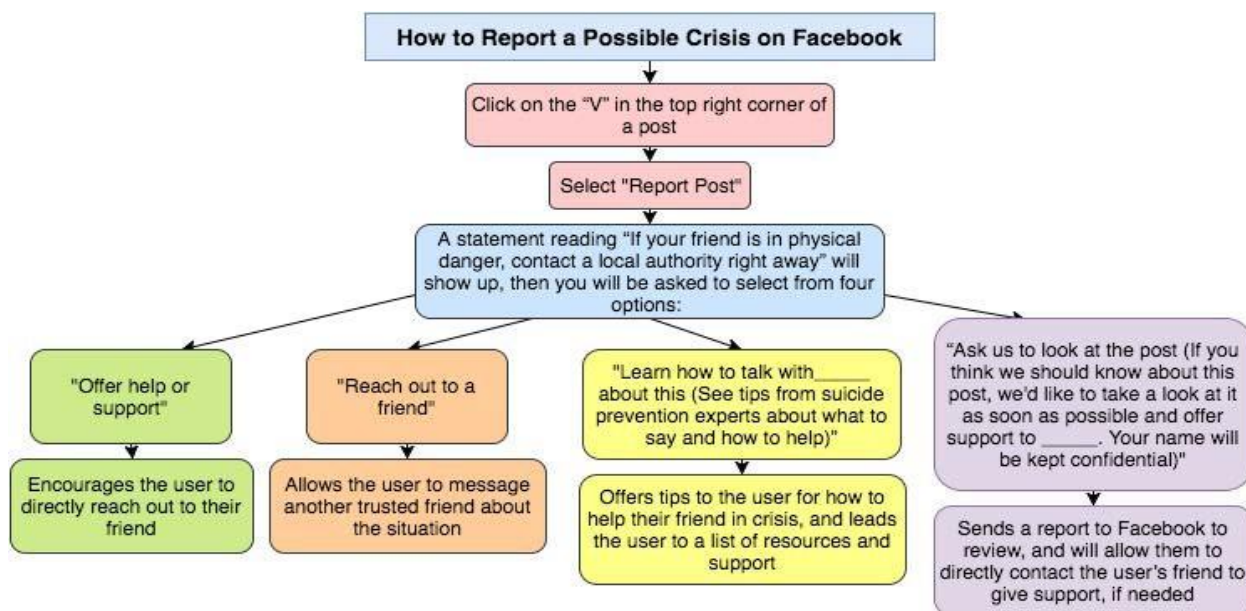 How to Report a Possible Crisis on Facebook
Click on the “V” in the top right corner of
a post
Select "Report Post"
A statement reading “If your friend is in physical
danger, contact a local authority right away” will
show up, then you will be asked to select from four
options:
"Offer help or
support"
Encourages the user to
directly reach out to their
friend
"Reach out to a
friend"
Allows the user to message
another trusted friend about
the situation
"Learn how to talk with_____
about this (See tips from suicide
prevention experts about what to
say and how to help)"
Offers tips to the user for how to
help their friend in crisis, and leads
the user to a list of resources and
support
“Ask us to look at the post (If you
think we should know about this
post, we’d like to take a look at it
as soon as possible and offer
support to _____. Your name will
be kept confidential)"
Sends a report to Facebook to
review, and will allow them to
directly contact the user’s friend to
give support, if needed